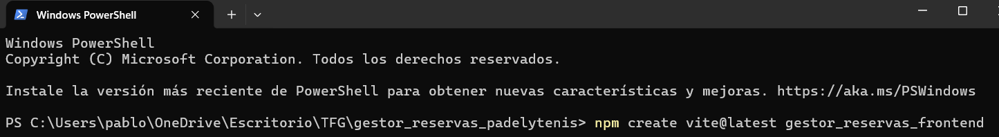 Windows PowerShell
Windows PowerShell
Copyright (C) Microsoft Corporation. Todos los derechos reservados.
Instale la versión más reciente de PowerShell para obtener nuevas características y mejoras. https://aka.ms/PSWindows
PS C:\Users\pablo\OneDrive\Escritorio\TFG\gestor_reservas_padelytenis> npm create vite@latest gestor_reservas_frontend